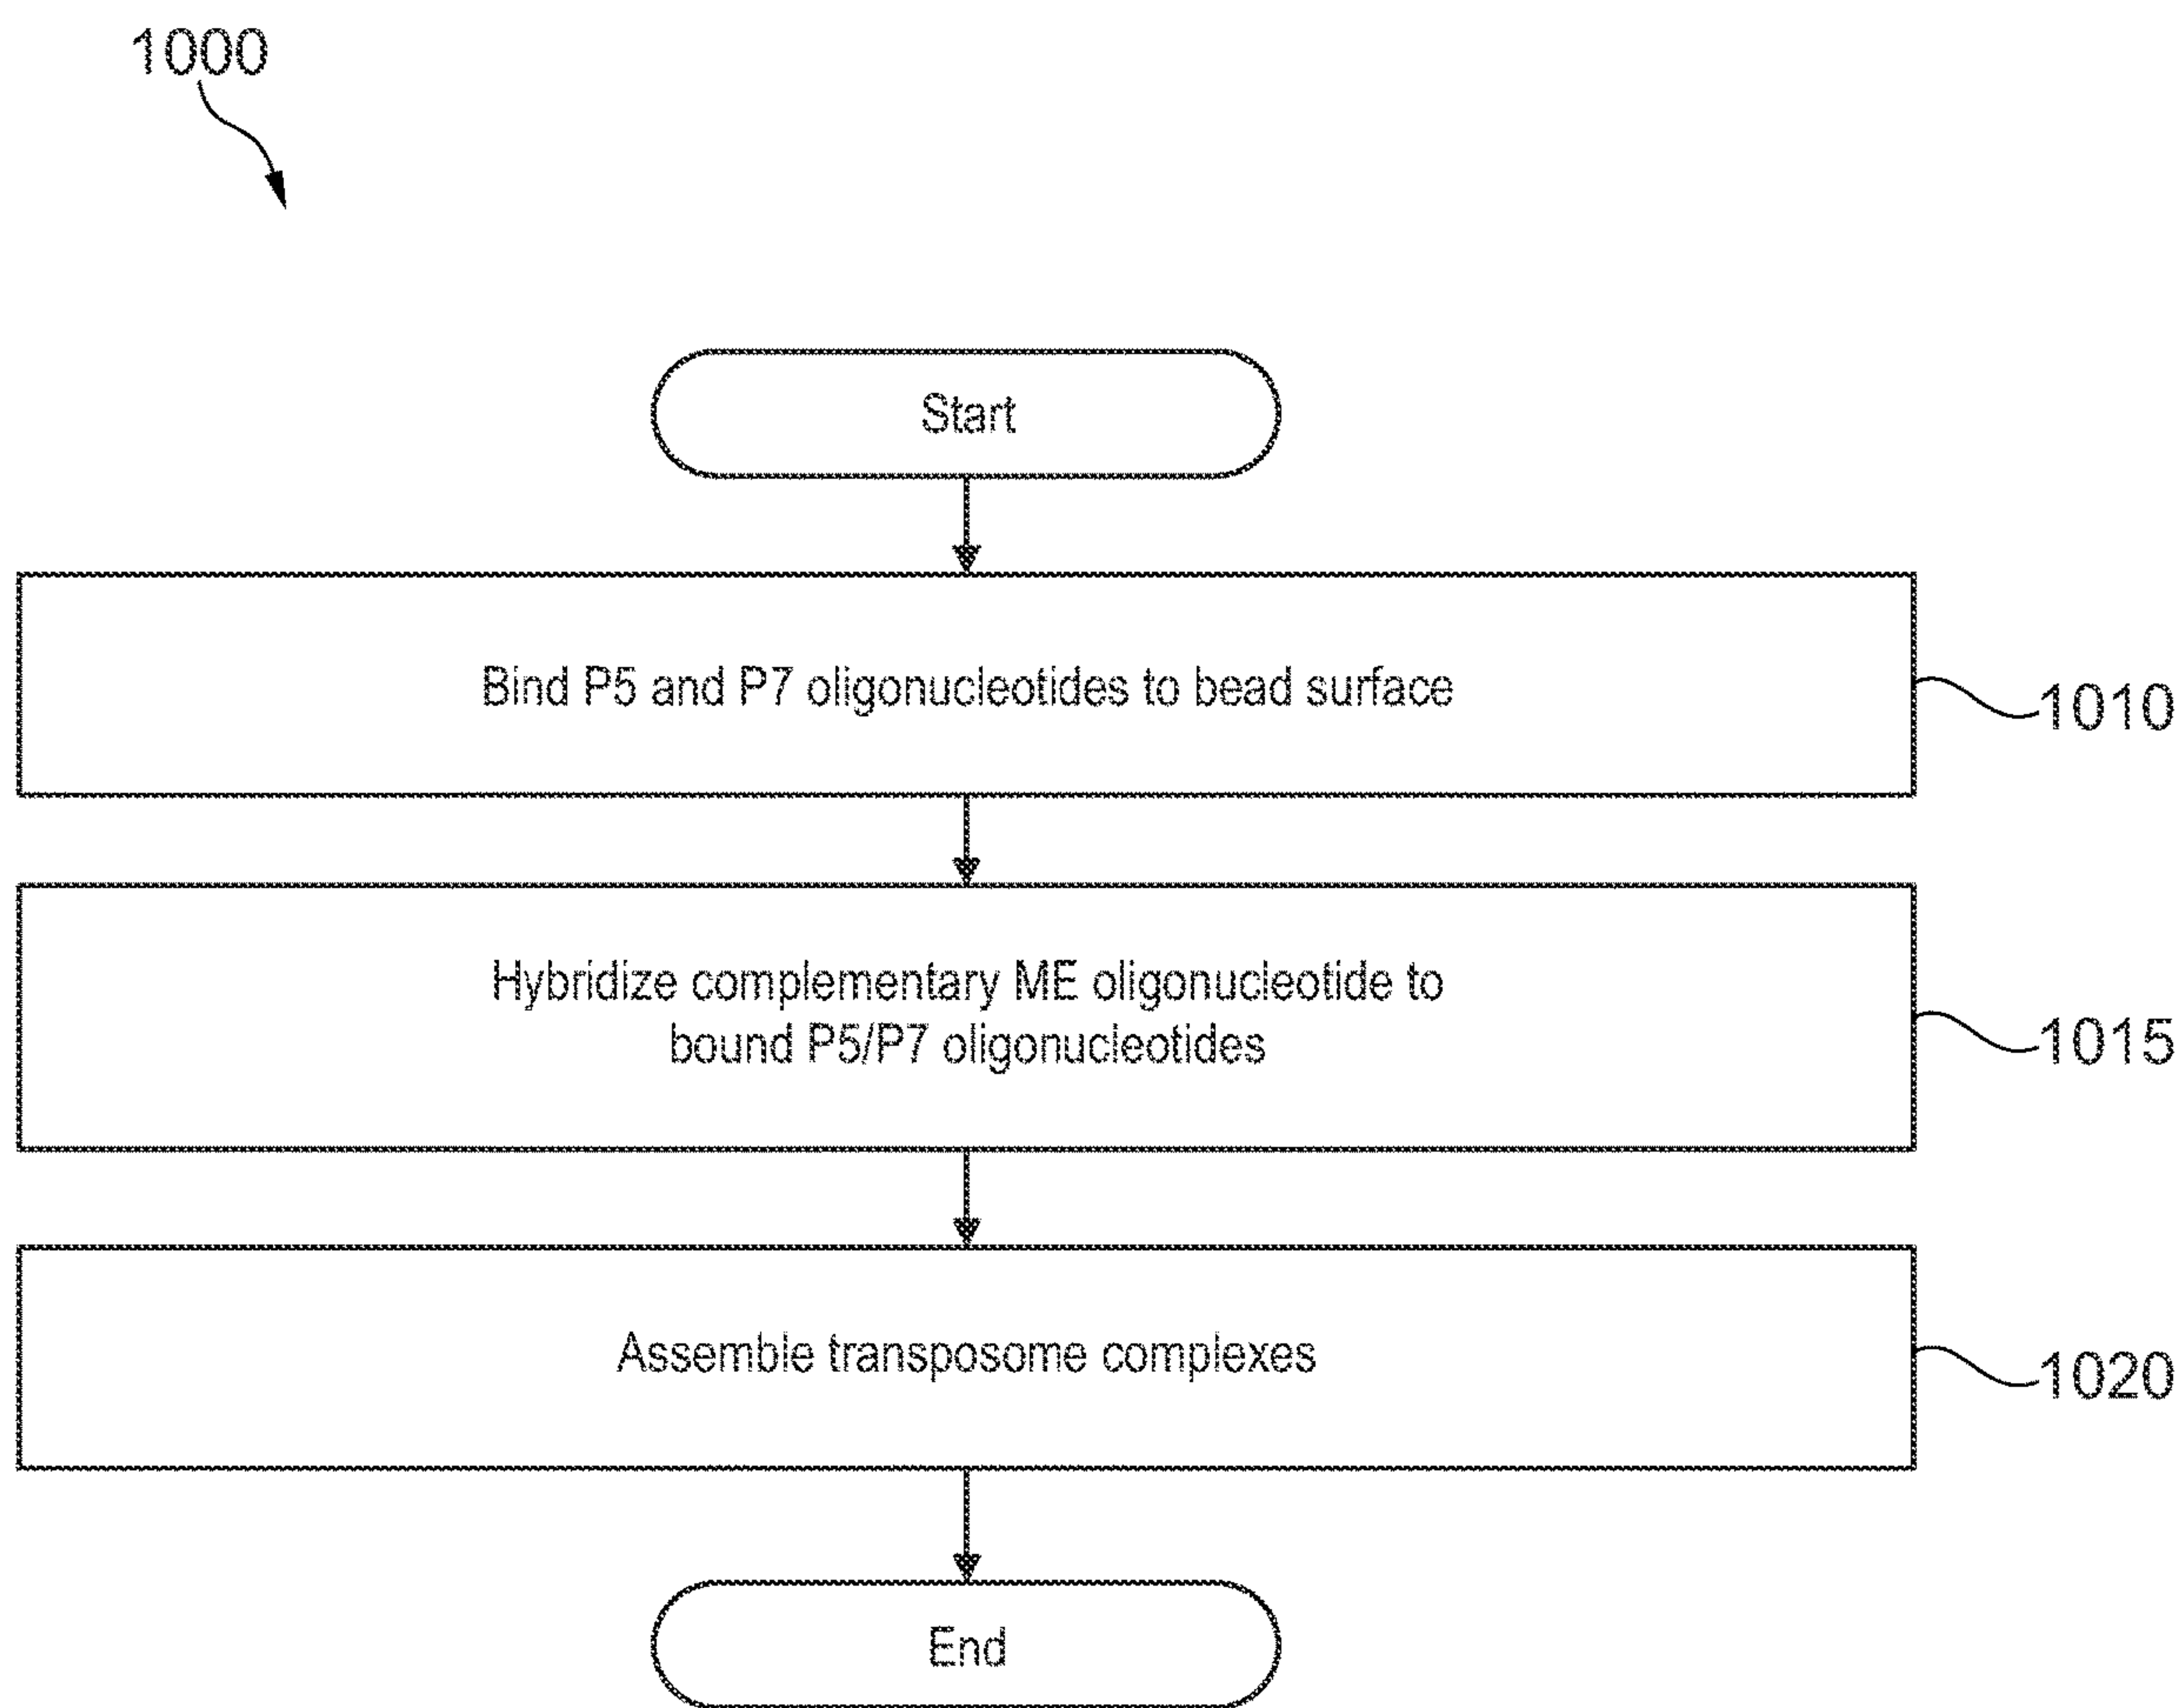 1000
Start
Bind P5 and P7 oligonucleotides to bead surface
1010
Hybridize complementary ME oligonucleotide to
bound P5/P7 oligonucleotides
1015
Assemble transposome complexes
1020
End